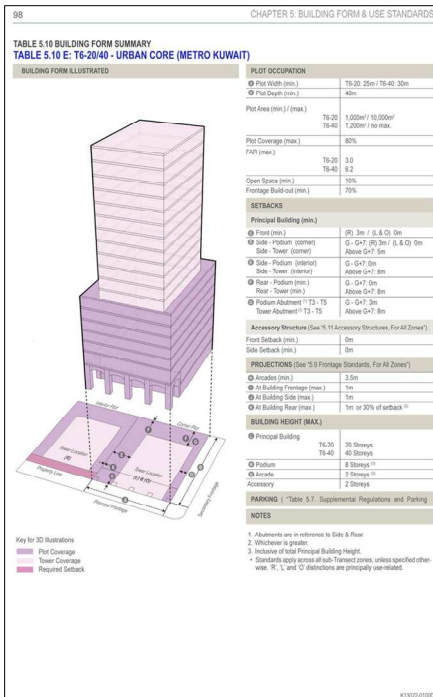 98
CHAPTER 5: BUILDING FORM & USE STANDARDS
TABLE 5.10 BUILDING FORM SUMMARY
TABLE 5.10 E: T6-20/40 - URBAN CORE (METRO KUWAIT)
BUILDING FORM ILLUSTRATED
Interior Plot
Corner Plot
Tower Location
(R)
Tower Location
(L) & (O)
Property Line
Primary Frontage
Secondary Frontage
Key for 3D Illustrations
Plot Coverage
Tower Coverage
Required Setback
PLOT OCCUPATION
Plot Width (min.) T6-20: 25m / T6-40: 30m
Plot Depth (min.) 40m
Plot Area (min.) / (max.)
T6-20 1,000m² / 10,000m²
T6-40 1,200m² / no max.
Plot Coverage (max.) 80%
FAR (max.)
T6-20 3.0
T6-40 6.2
Open Space (min.) 10%
Frontage Build-out (min.) 70%
SETBACKS
Principal Building (min.)
Front (min.) (R) 3m / (L & O) 0m
Side - Podium (corner) G - G+7: (R) 3m / (L & O) 0m
Side - Tower (corner) Above G+7: 5m
Side - Podium (interior) G - G+7: 0m
Side - Tower (interior) Above G+7: 8m
Rear - Podium (min.) G - G+7: 0m
Rear - Tower (min.) Above G+7: 8m
Podium Abutment (1) T3 - T5 G - G+7: 3m
Tower Abutment (1) T3 - T5 Above G+7: 8m
Accessory Structure (See "5.11 Accessory Structures, For All Zones")
Front Setback (min.) 0m
Side Setback (min.) 0m
PROJECTIONS (See "5.9 Frontage Standards, For All Zones")
Arcades (min.) 3.5m
At Building Frontage (max.) 1m
At Building Side (max.) 1m
At Building Rear (max.) 1m or 30% of setback (2)
BUILDING HEIGHT (MAX.)
Principal Building
T6-20 20 Storeys
T6-40 40 Storeys
Podium 8 Storeys (3)
Arcade 2 Storeys (3)
Accessory 2 Storeys
PARKING ( "Table 5.7. Supplemental Regulations and Parking
NOTES
1. Abutments are in reference to Side & Rear.
2. Whichever is greater.
3. Inclusive of total Principal Building Height.
• Standards apply across all sub-Transect zones, unless specified other-
wise. 'R', 'L' and 'O' distinctions are principally use-related.